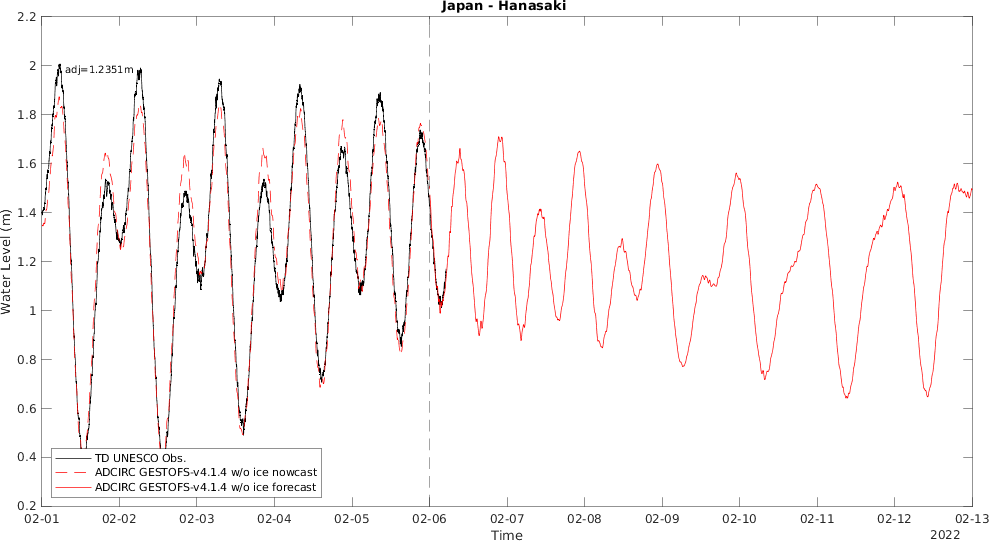 Japan - Hanasaki
2.2
2
1.8
1.6
1.4
1.2
1
0.8
0.6
0.4
0.2
Water Level (m)
adj=1.2351m
TD UNESCO Obs.
ADCIRC GESTOFS-v4.1.4 w/o ice nowcast
ADCIRC GESTOFS-v4.1.4 w/o ice forecast
02-01 02-02 02-03 02-04 02-05 02-06 02-07 02-08 02-09 02-10 02-11 02-12 02-13
Time
2022